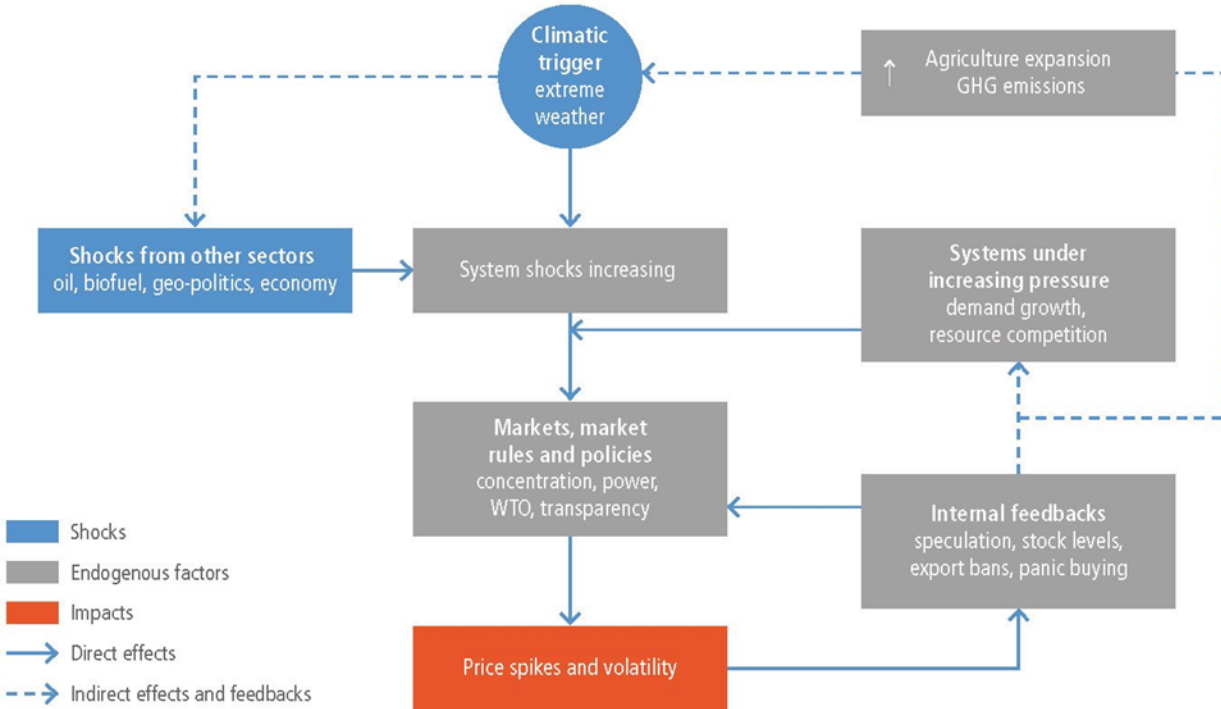 Climatic
trigger
extreme
weather
↑ Agriculture expansion
GHG emissions
Shocks from other sectors
oil, biofuel, geo-politics, economy
System shocks increasing
Systems under
increasing pressure
demand growth,
resource competition
Markets, market
rules and policies
concentration, power,
WTO, transparency
Internal feedbacks
speculation, stock levels,
export bans, panic buying
Price spikes and volatility
Shocks
Endogenous factors
Impacts
Direct effects
Indirect effects and feedbacks